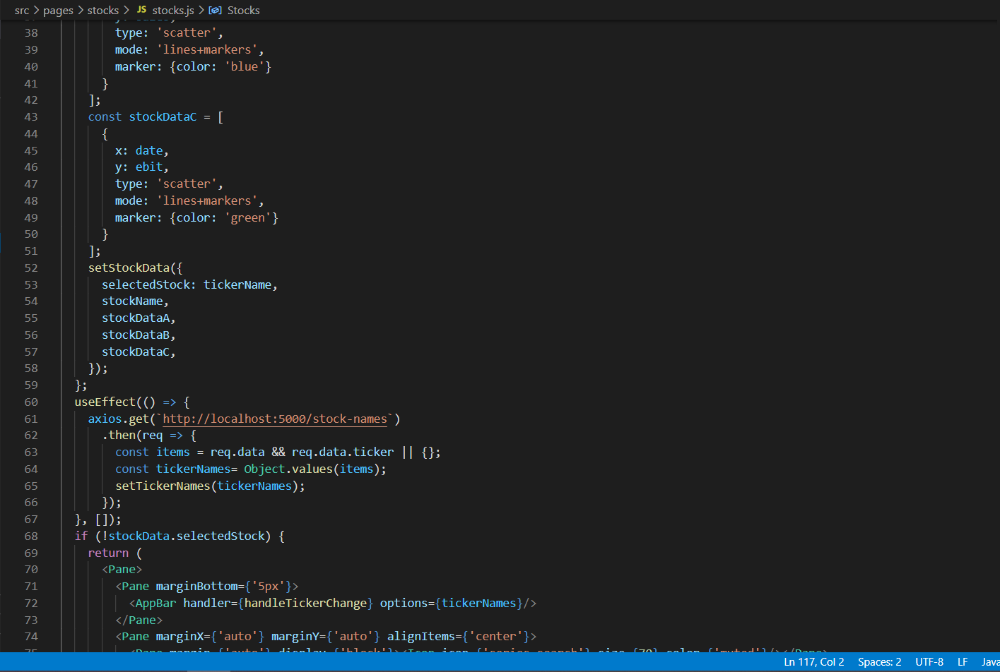 src > pages > stocks > JS stocks.js > Stocks
38 type: 'scatter',
39 mode: 'lines+markers',
40 marker: {color: 'blue'}
41 }
42 ];
43 const stockDataC = [
44 {
45 x: date,
46 y: ebit,
47 type: 'scatter',
48 mode: 'lines+markers',
49 marker: {color: 'green'}
50 }
51 ];
52 setStockData({
53 selectedStock: tickerName,
54 stockName,
55 stockDataA,
56 stockDataB,
57 stockDataC,
58 });
59 };
60 useEffect(() => {
61 axios.get(`http://localhost:5000/stock-names`)
62 .then(req => {
63 const items = req.data && req.data.ticker || {};
64 const tickerNames= Object.values(items);
65 setTickerNames(tickerNames);
66 });
67 }, []);
68 if (!stockData.selectedStock) {
69 return (
70 <Pane>
71 <Pane marginBottom={'5px'}>
72 <AppBar handler={handleTickerChange} options={tickerNames}/>
73 </Pane>
74 <Pane marginX={'auto'} marginY={'auto'} alignItems={'center'}>
Ln 117, Col 2 Spaces: 2 UTF-8 LF Java